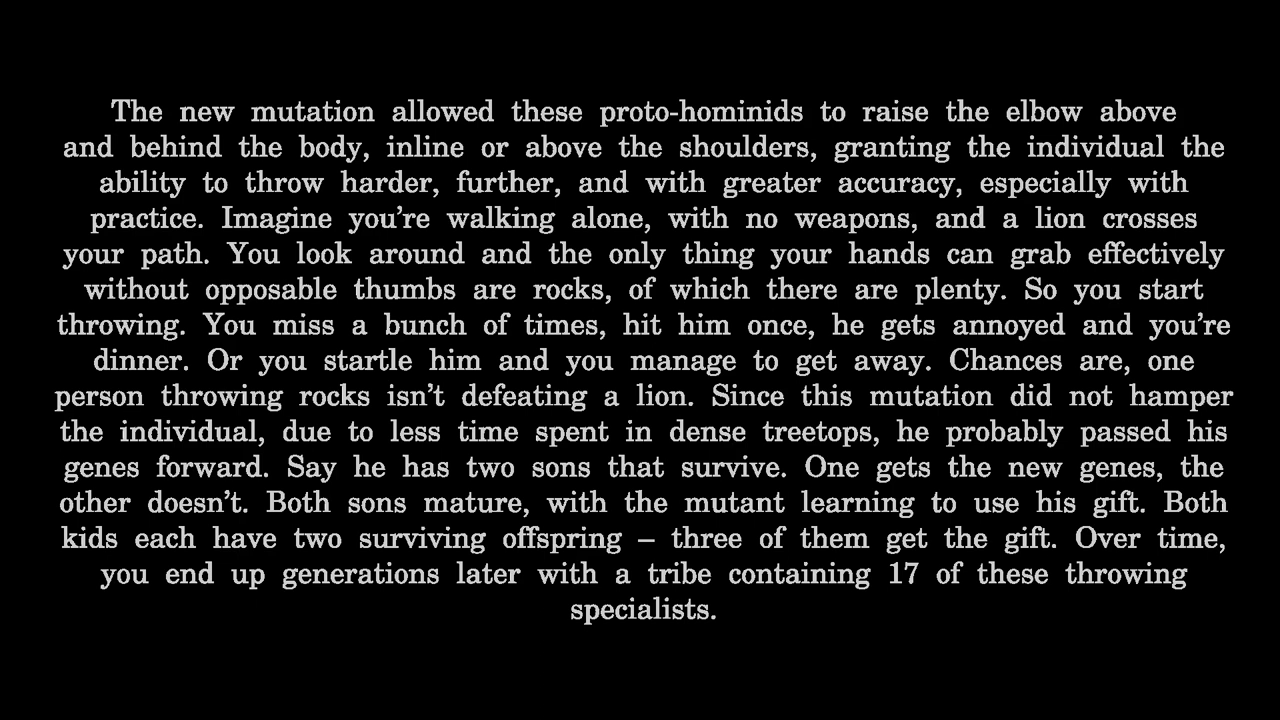 The new mutation allowed these proto-hominids to raise the elbow above
and behind the body, inline or above the shoulders, granting the individual the
ability to throw harder, further, and with greater accuracy, especially with
practice. Imagine you’re walking alone, with no weapons, and a lion crosses
your path. You look around and the only thing your hands can grab effectively
without opposable thumbs are rocks, of which there are plenty. So you start
throwing. You miss a bunch of times, hit him once, he gets annoyed and you’re
dinner. Or you startle him and you manage to get away. Chances are, one
person throwing rocks isn’t defeating a lion. Since this mutation did not hamper
the individual, due to less time spent in dense treetops, he probably passed his
genes forward. Say he has two sons that survive. One gets the new genes, the
other doesn’t. Both sons mature, with the mutant learning to use his gift. Both
kids each have two surviving offspring – three of them get the gift. Over time,
you end up generations later with a tribe containing 17 of these throwing
specialists.